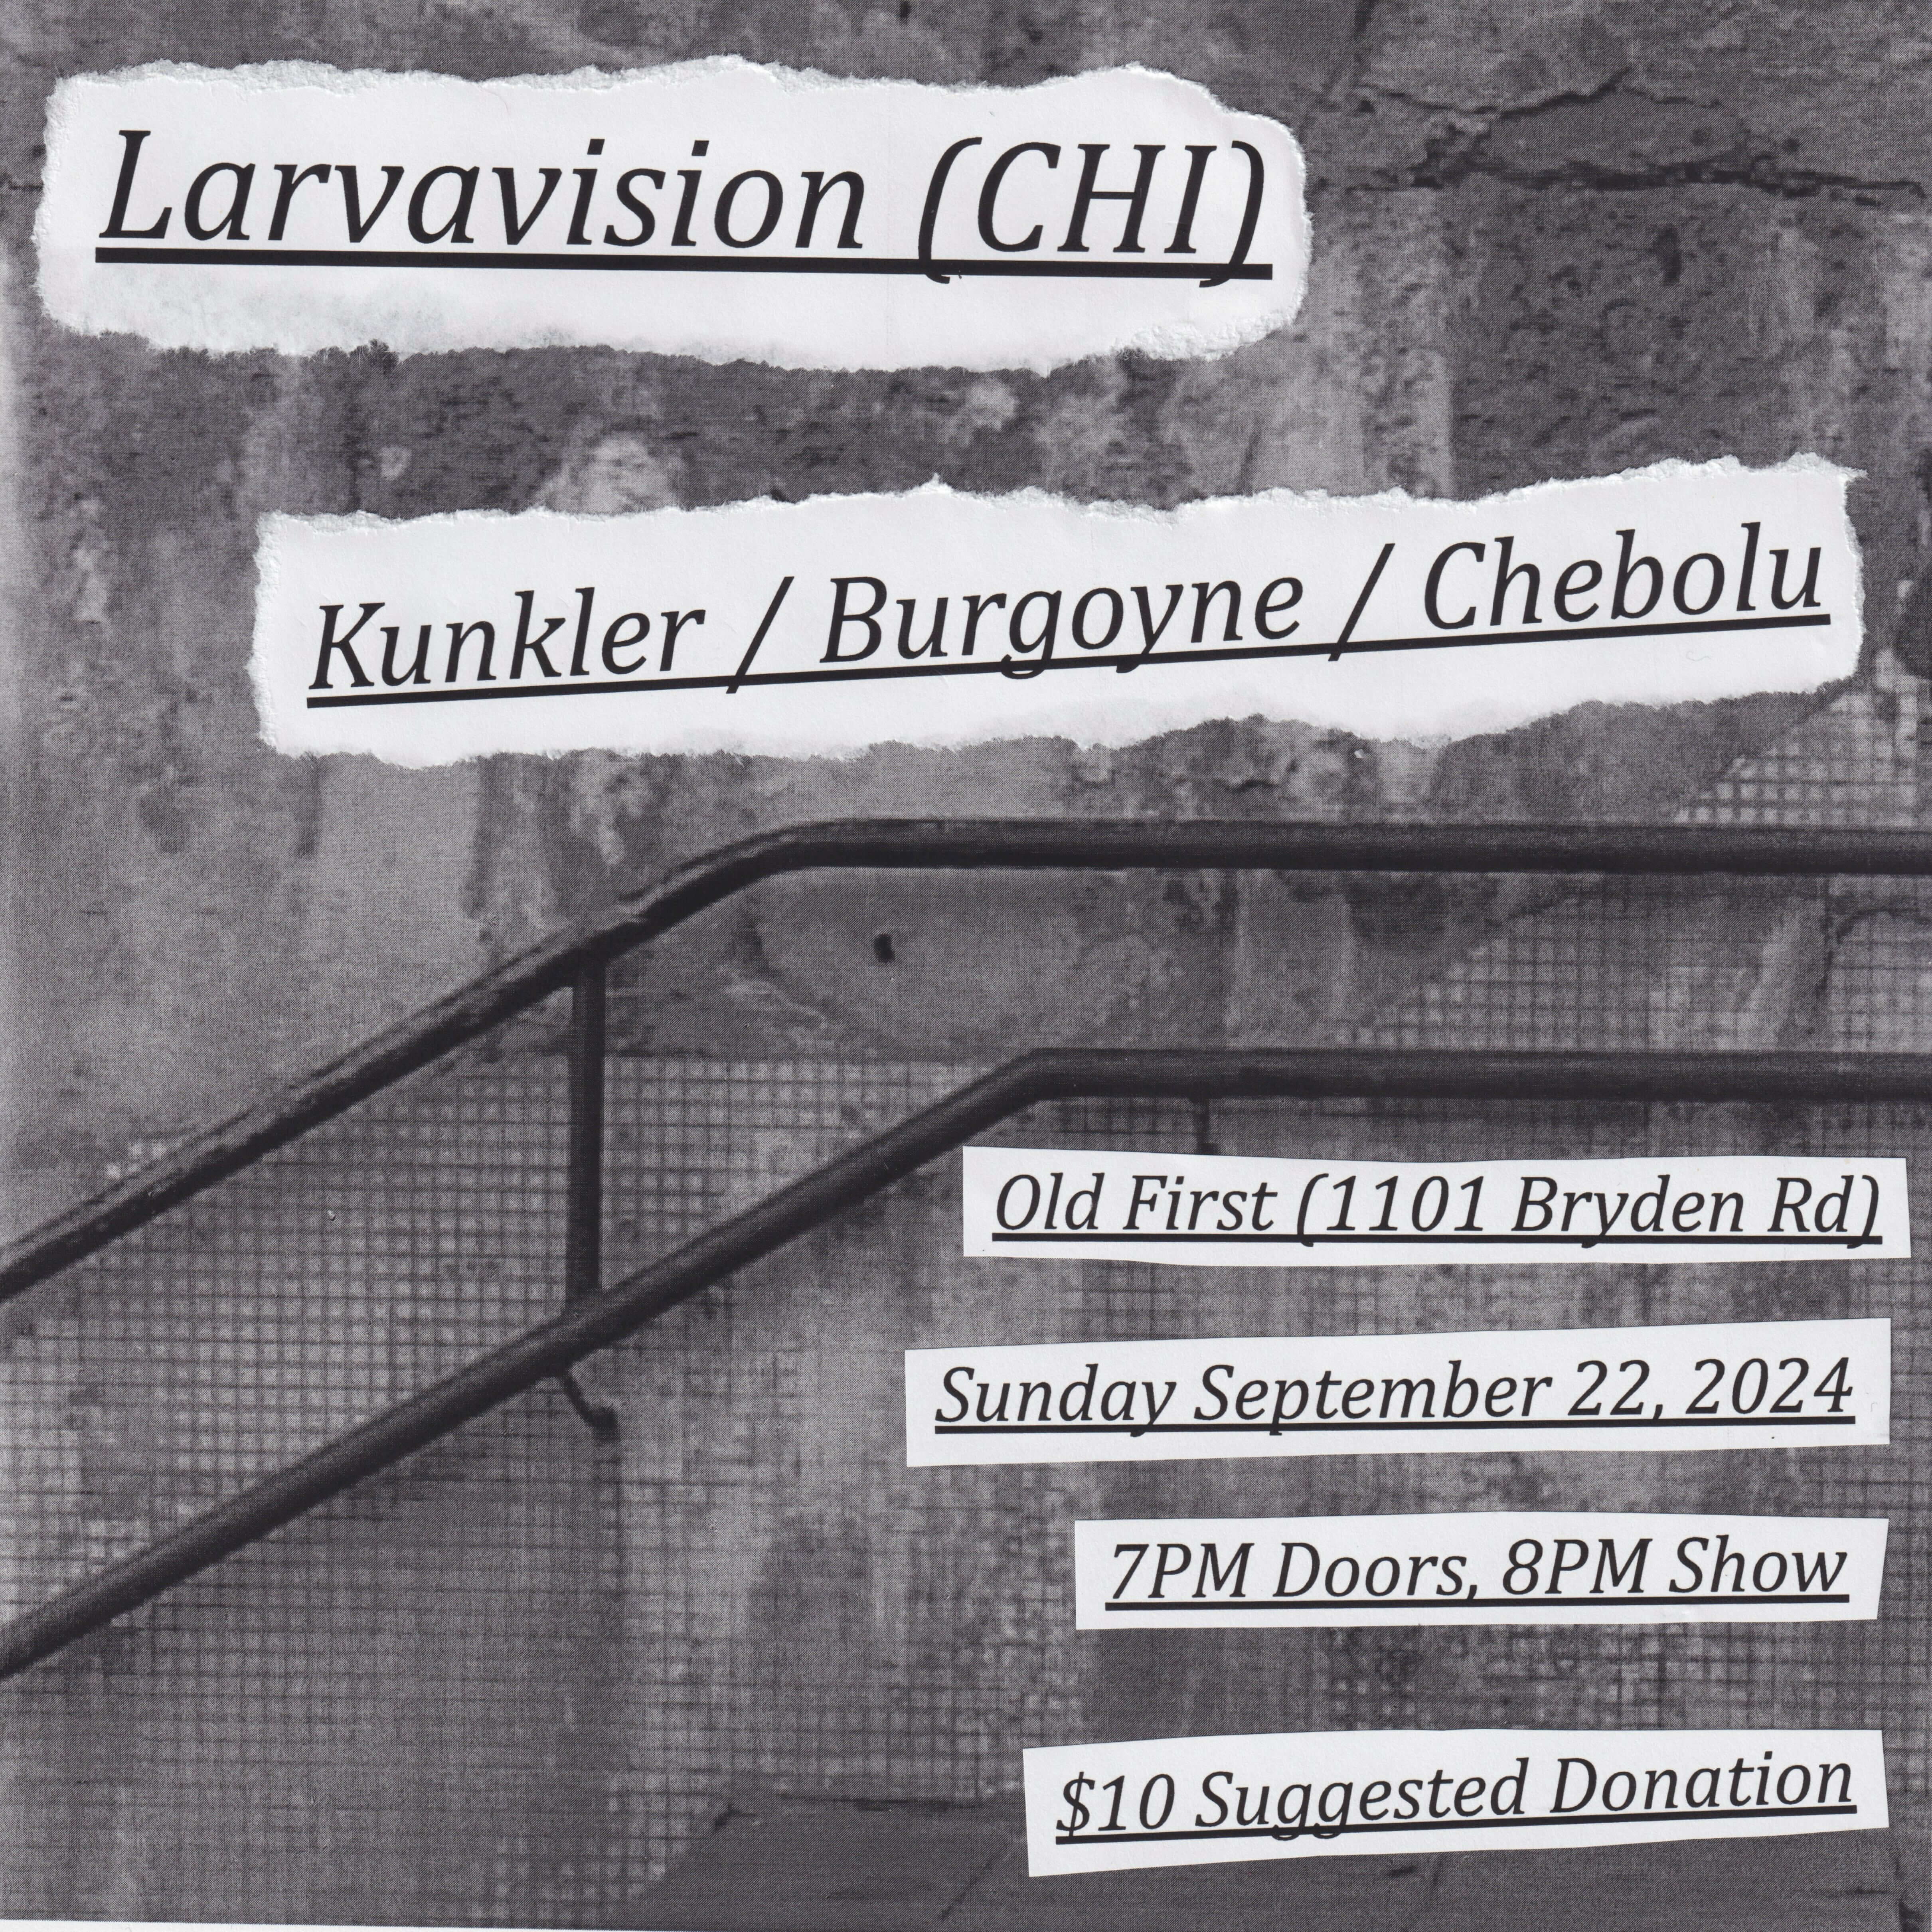 Larvavision (CHI)
Kunkler / Burgoyne / Chebolu
Old First (1101 Bryden Rd)
Sunday September 22, 2024
7PM Doors, 8PM Show
$10 Suggested Donation